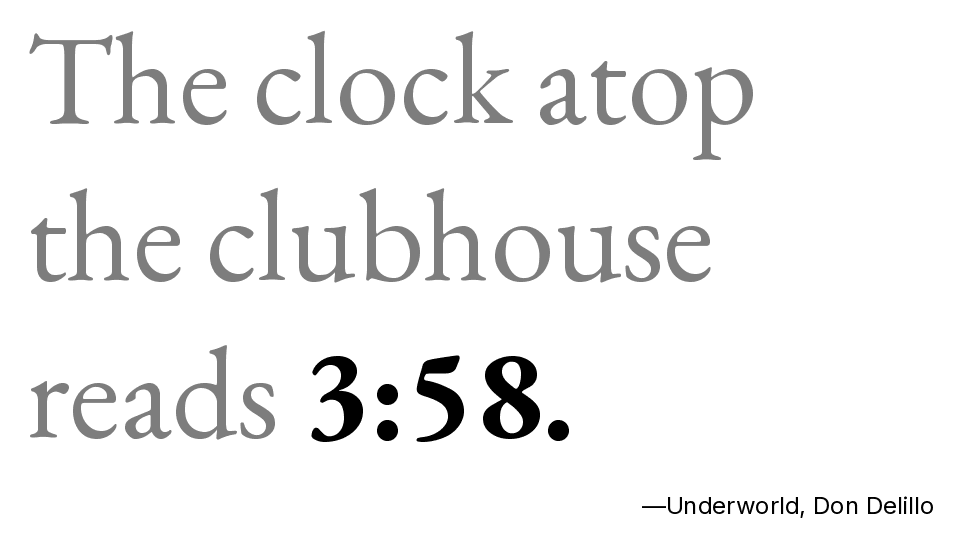 The clock atop
the clubhouse
reads 3:58.
—Underworld, Don Delillo